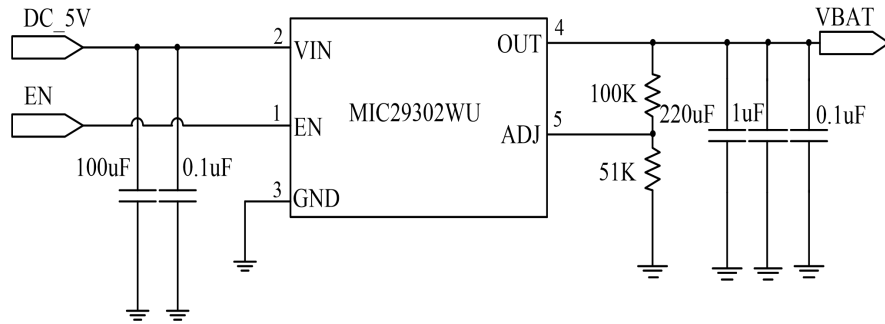 DC_5V
EN
100uF
0.1uF
2
VIN
1
EN
3
GND
MIC29302WU
OUT
4
ADJ
5
100K
51K
220uF
1uF
0.1uF
VBAT